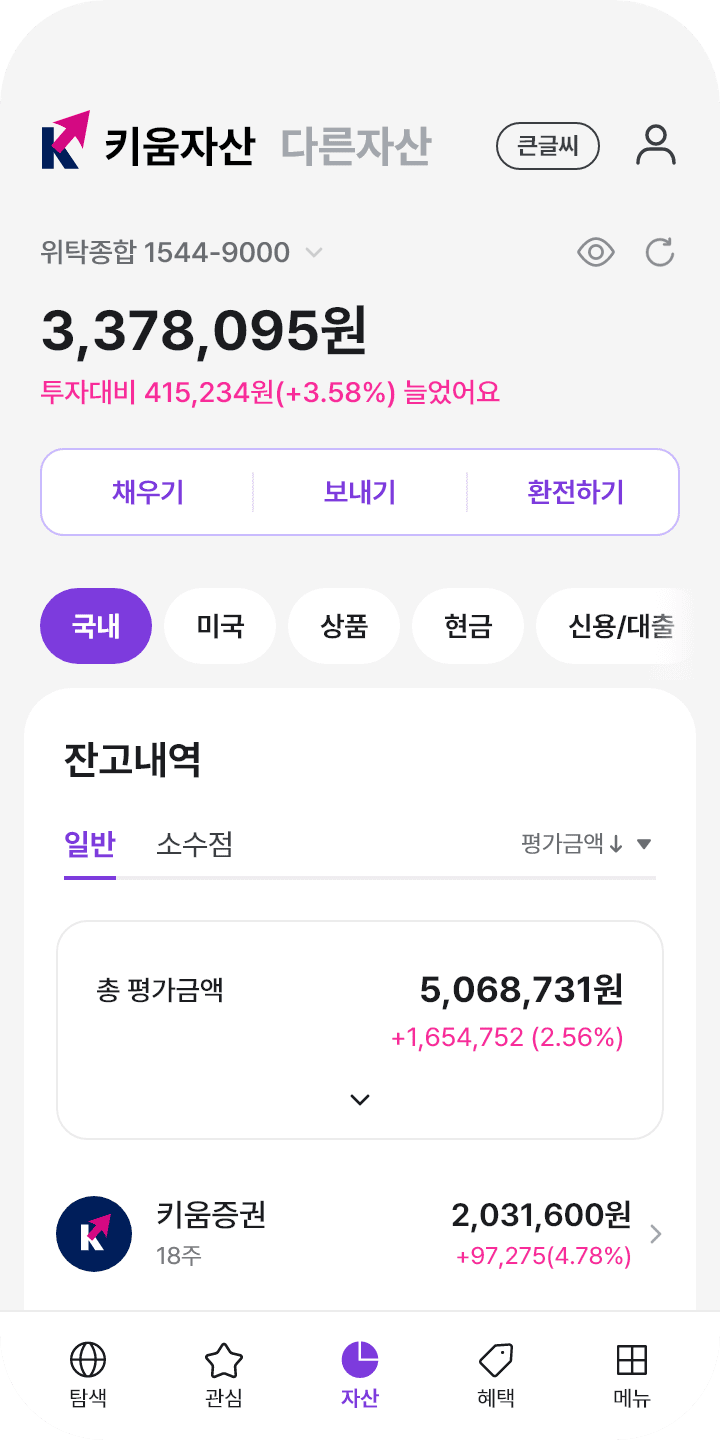 키움자산 다른자산 큰글씨
위탁종합 1544-9000
3,378,095원
투자대비 415,234원(+3.58%) 늘었어요
채우기 보내기 환전하기
국내 미국 상품 현금 신용/대출
잔고내역
일반 소수점 평가금액↓ ▼
총 평가금액 5,068,731원
+1,654,752 (2.56%)
키움증권 2,031,600원
18주 +97,275(4.78%)
탐색 관심 자산 혜택 메뉴